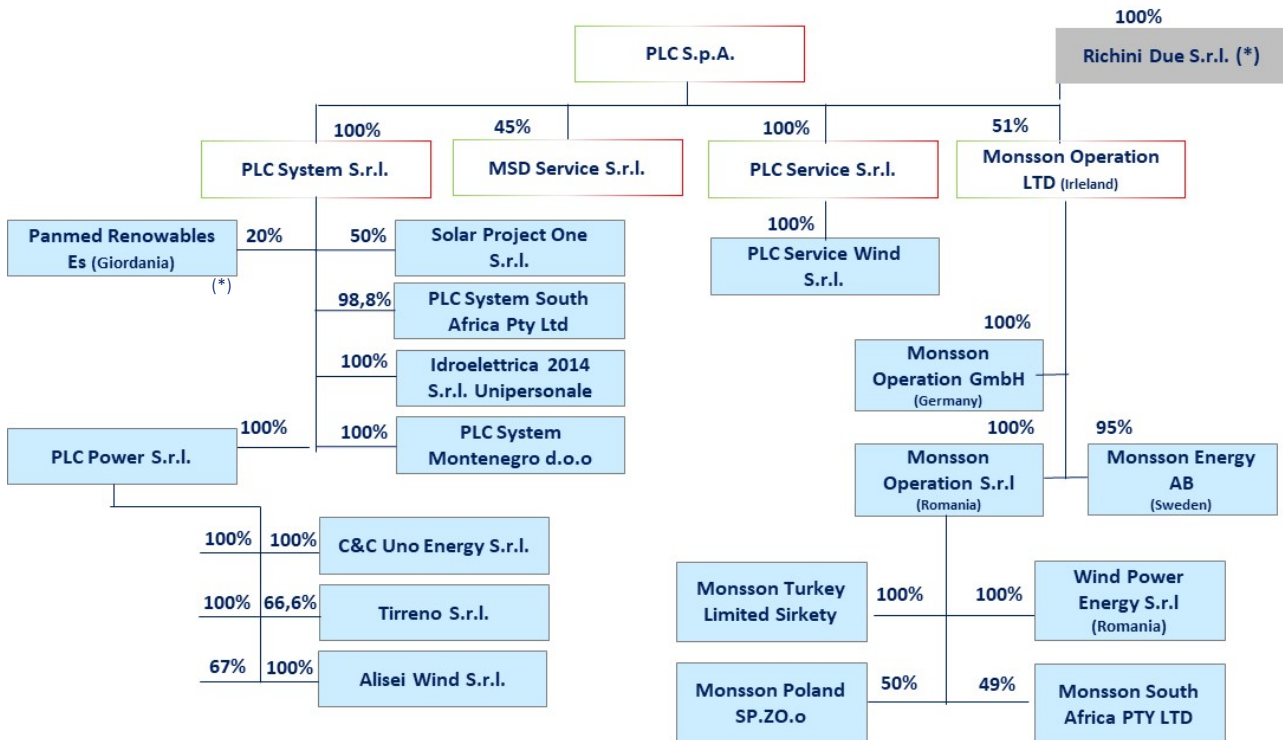 100%
PLC S.p.A.
Richini Due S.r.l. (*)
100%
45%
100%
51%
PLC System S.r.l.
MSD Service S.r.l.
PLC Service S.r.l.
Monsson Operation
LTD (Irleland)
Panmed Renowables
Es (Giordania)
(*)
20%
50%
Solar Project One
S.r.l.
100%
PLC Service Wind
S.r.l.
98,8%
PLC System South
Africa Pty Ltd
100%
Idroelettrica 2014
S.r.l. Unipersonale
100%
Monsson
Operation GmbH
(Germany)
PLC Power S.r.l.
100%
100%
PLC System
Montenegro d.o.o
100%
95%
Monsson
Operation S.r.l
(Romania)
Monsson Energy
AB
(Sweden)
100%
100%
C&C Uno Energy S.r.l.
100%
66,6%
Tirreno S.r.l.
67%
100%
Alisei Wind S.r.l.
Monsson Turkey
Limited Sirkety
100%
100%
Wind Power
Energy S.r.l
(Romania)
Monsson Poland
SP.ZO.o
50%
49%
Monsson South
Africa PTY LTD